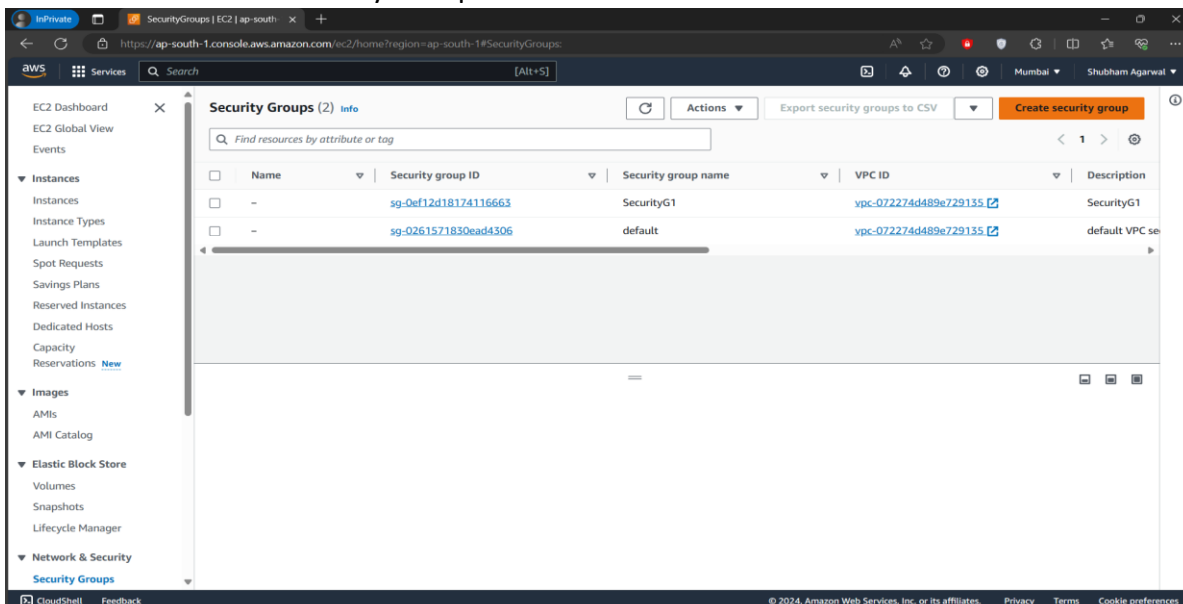 InPrivate
SecurityGroups | EC2 | ap-south-
https://ap-south-1.console.aws.amazon.com/ec2/home?region=ap-south-1#SecurityGroups:
aws Services Search [Alt+S] Mumbai Shubham Agarwal
EC2 Dashboard
EC2 Global View
Events
Instances
Instances
Instance Types
Launch Templates
Spot Requests
Savings Plans
Reserved Instances
Dedicated Hosts
Capacity
Reservations New
Images
AMIs
AMI Catalog
Elastic Block Store
Volumes
Snapshots
Lifecycle Manager
Network & Security
Security Groups
Security Groups (2) Info Actions Export security groups to CSV Create security group
Find resources by attribute or tag 1
Name Security group ID Security group name VPC ID Description
– sg-0ef12d18174116663 SecurityG1 vpc-072274d489e729135 SecurityG1
– sg-0261571830ead4306 default vpc-072274d489e729135 default VPC se
CloudShell Feedback © 2024, Amazon Web Services, Inc. or its affiliates. Privacy Terms Cookie preferences